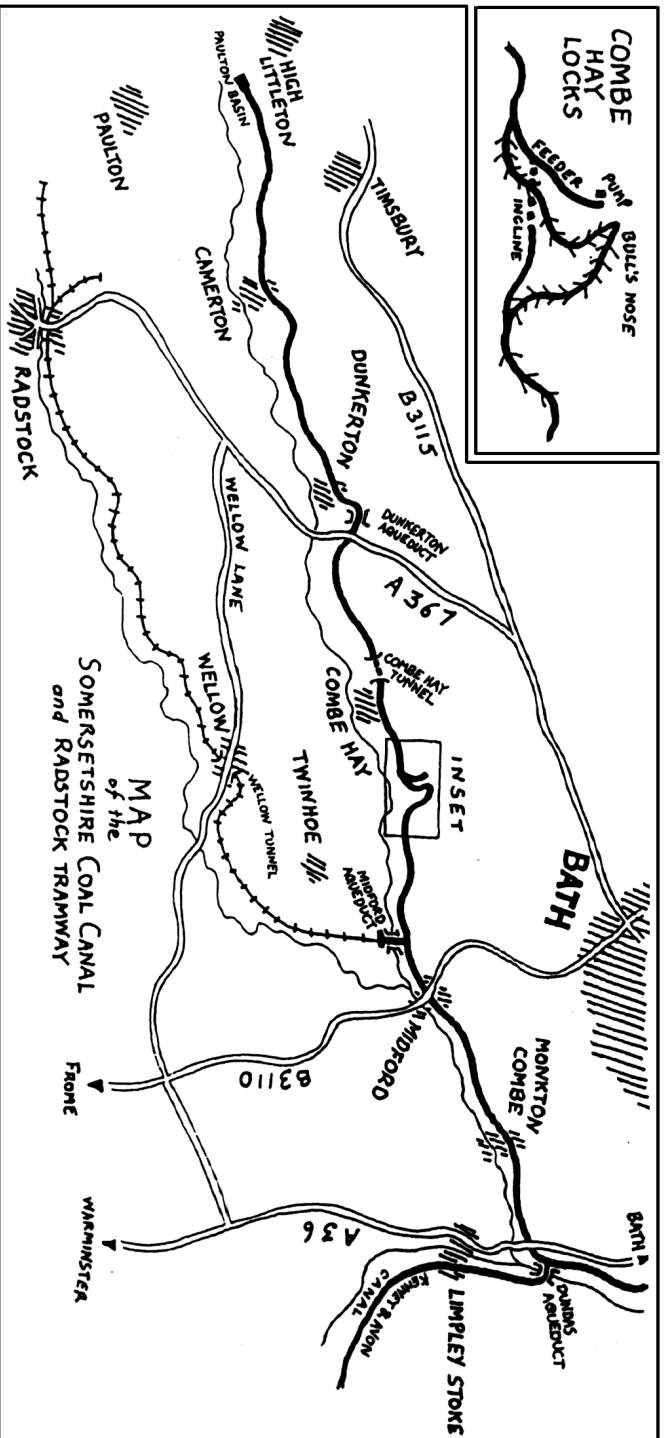 COMBE
HAY
LOCKS
FEEDER
PUMP
INCLINE
BULL'S NOSE
HIGH
LITTLETON
PAULTON BASIN
PAULTON
TIMSBURY
CAMERTON
RADSTOCK
B3115
DUNKERTON
DUNKERTON
AQUEDUCT
A367
WELLOW LANE
COMBE HAY
TUNNEL
COMBE HAY
INSET
WELLOW
WELLOW TUNNEL
TWINHOE
MIDFORD
AQUEDUCT
BATH
MIDFORD
MONKTON
COMBE
B3110
FROME
A36
WARMINSTER
BATH
DUNDAS
AQUEDUCT
LIMPLEY STOKE
KENNET & AVON
CANAL
MAP
of the
SOMERSETSHIRE COAL CANAL
and RADSTOCK TRAMWAY